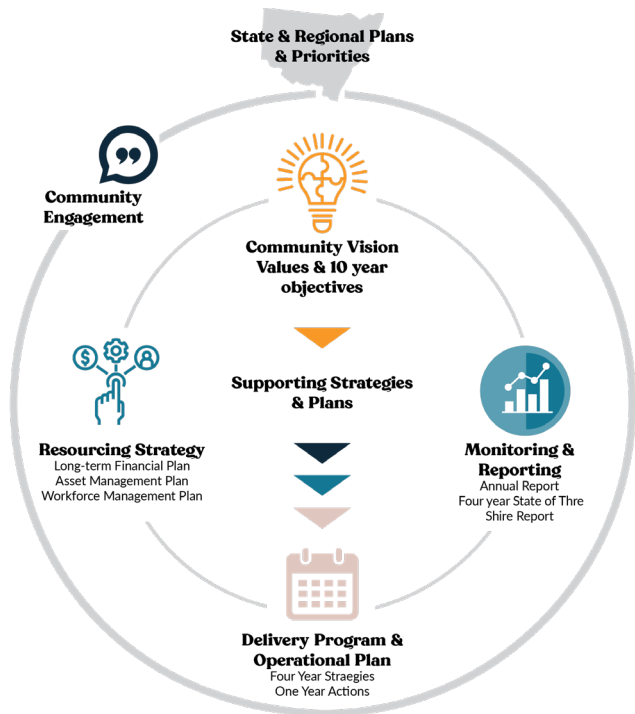 State & Regional Plans
& Priorities
Community
Engagement
Community Vision
Values & 10 year
objectives
Supporting Strategies
& Plans
Resourcing Strategy
Long-term Financial Plan
Asset Management Plan
Workforce Management Plan
Monitoring &
Reporting
Annual Report
Four year State of Thre
Shire Report
Delivery Program &
Operational Plan
Four Year Straegies
One Year Actions